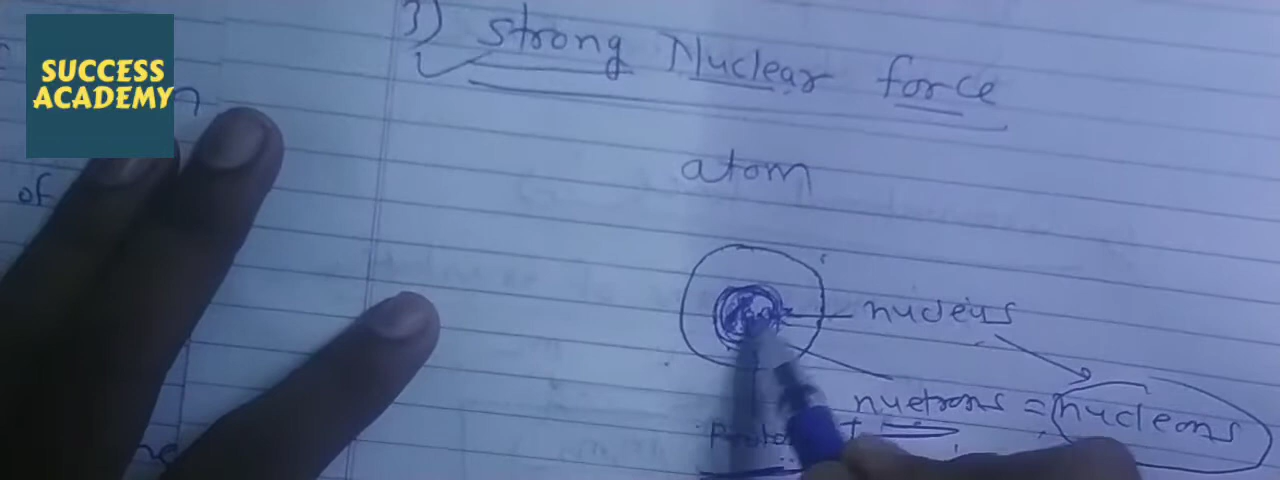 SUCCESS
ACADEMY
3) Strong Nuclear force
of
atom
nucleus
nuetrons = nucleons
+